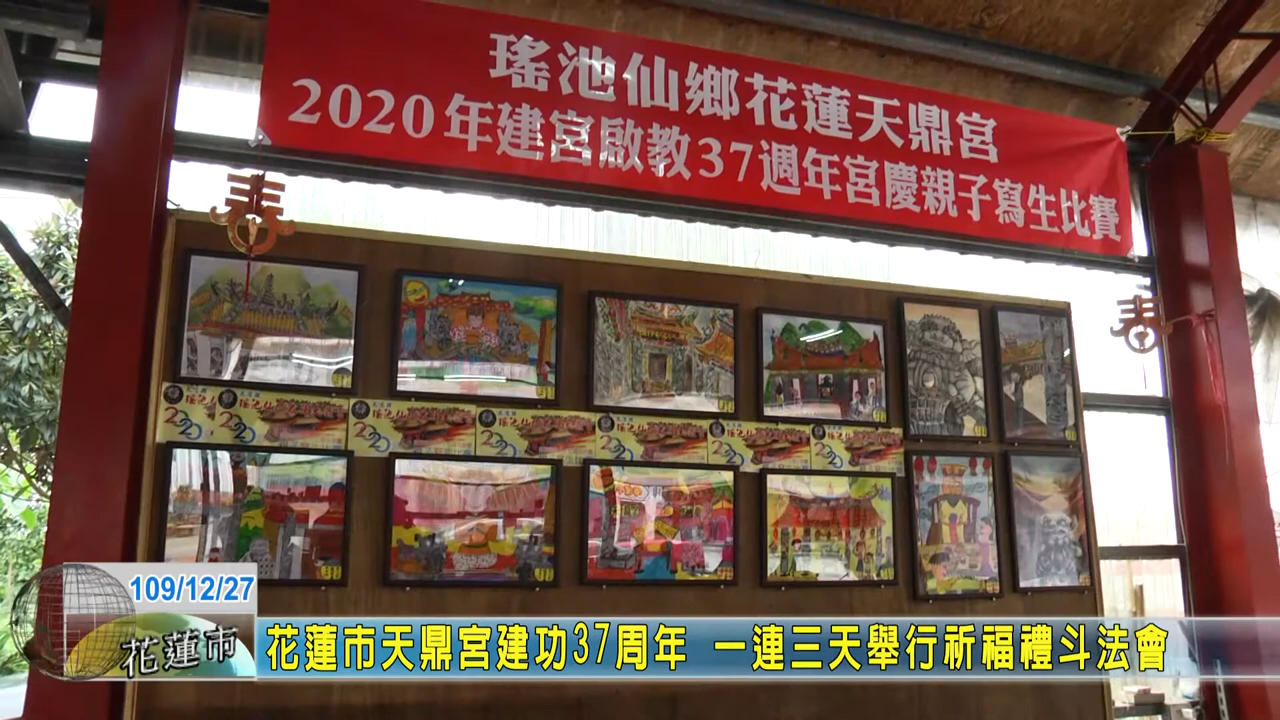 瑤池仙鄉花蓮天鼎宮
2020年建宮啟教37週年宮慶親子寫生比賽
春
春
109/12/27
花蓮市
花蓮市天鼎宮建功37周年 一連三天舉行祈福禮斗法會